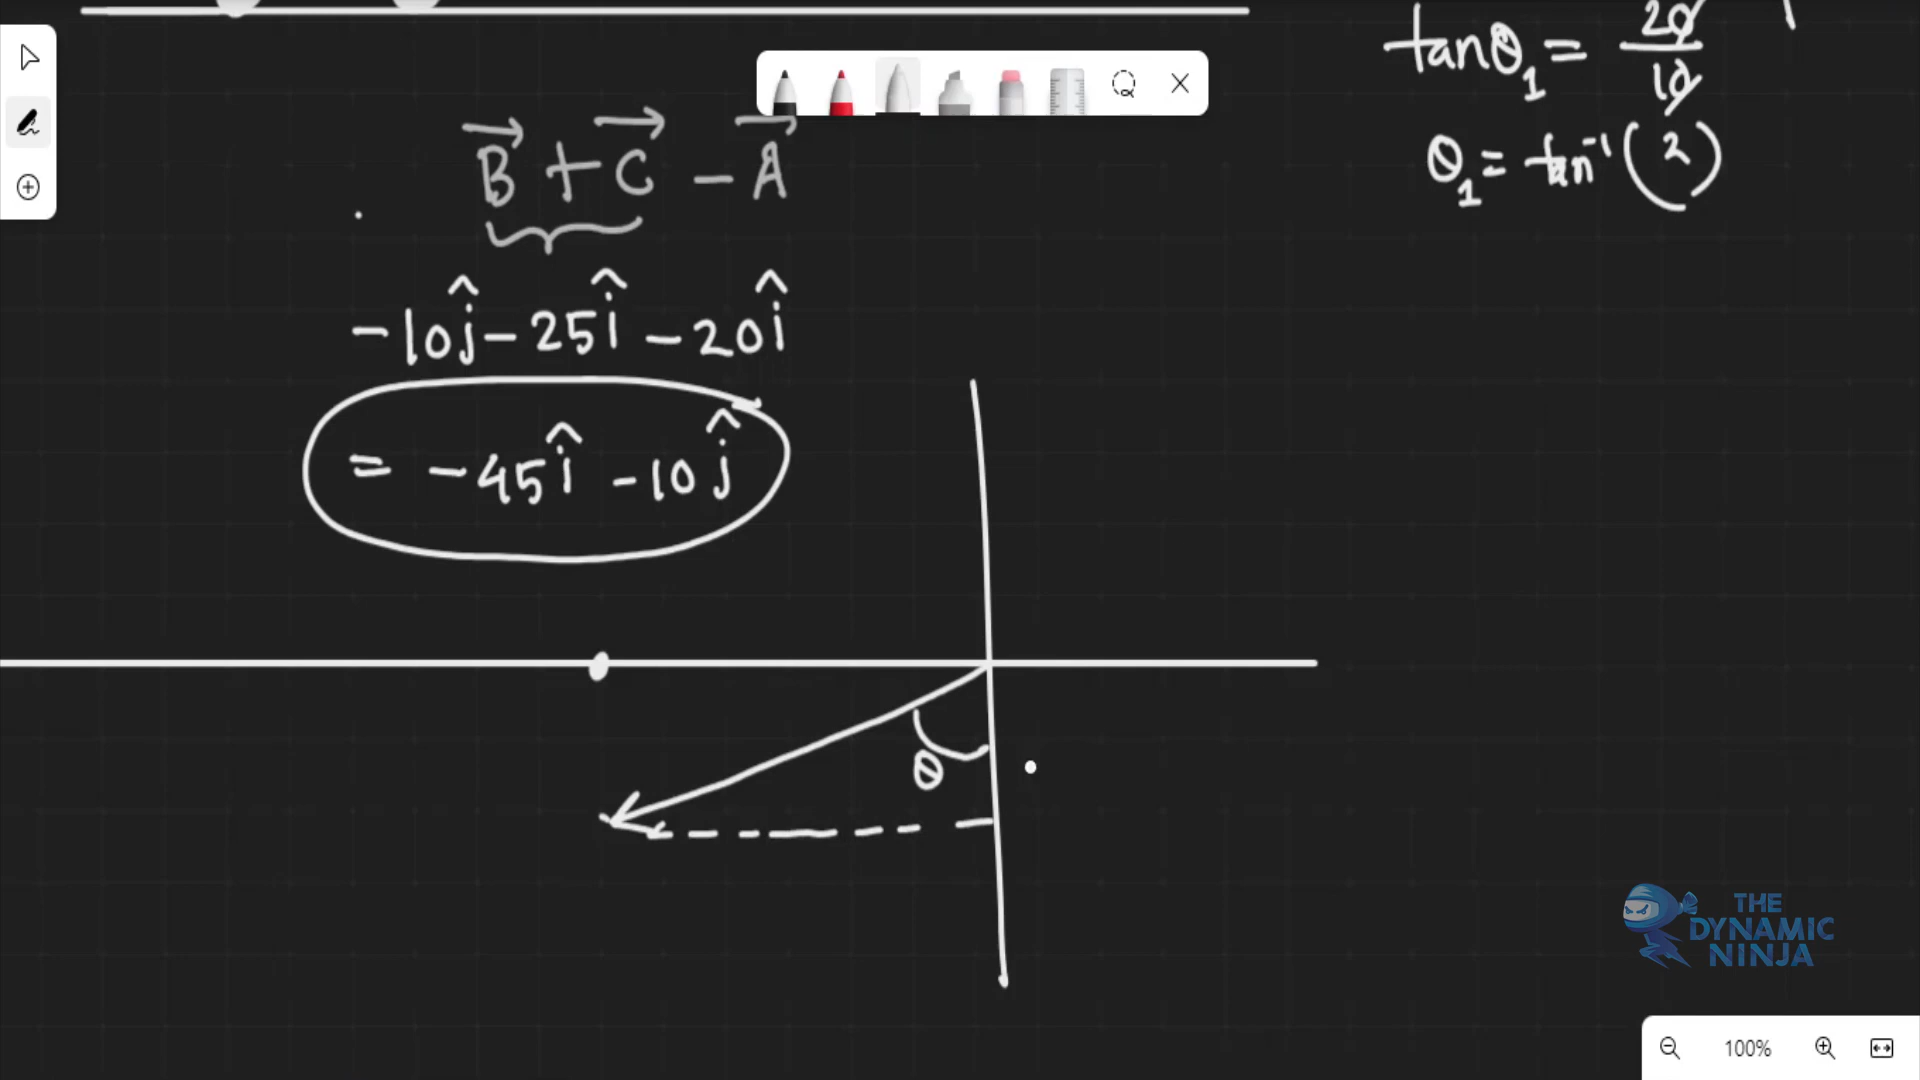 tanθ₁ = 20/10
θ₁ = tan⁻¹(2)
B⃗ + C⃗ - A⃗
-10ĵ - 25î - 20î
= -45î - 10ĵ
θ
THE
DYNAMIC
NINJA
100%